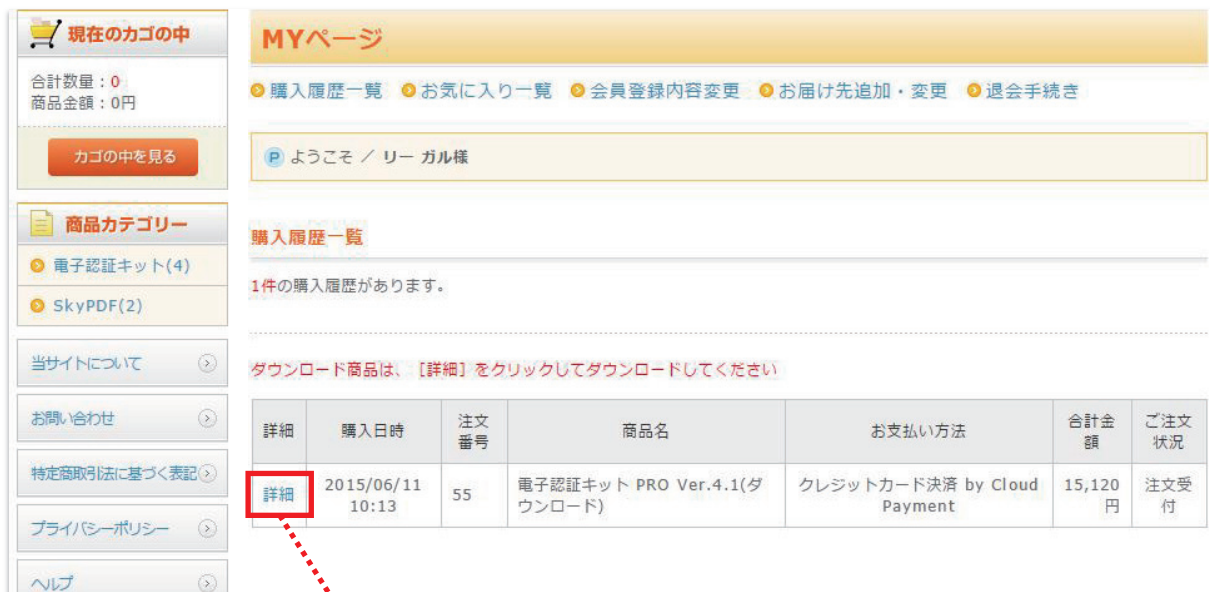 現在のカゴの中
合計数量：0
商品金額：0円
カゴの中を見る
商品カテゴリー
電子認証キット(4)
SkyPDF(2)
当サイトについて
お問い合わせ
特定商取引法に基づく表記
プライバシーポリシー
ヘルプ
MYページ
購入履歴一覧 お気に入り一覧 会員登録内容変更 お届け先追加・変更 退会手続き
P ようこそ ／ リー ガル様
購入履歴一覧
1件の購入履歴があります。
ダウンロード商品は、［詳細］をクリックしてダウンロードしてください
詳細 購入日時 注文番号 商品名 お支払い方法 合計金額 ご注文状況
詳細 2015/06/11 10:13 55 電子認証キット PRO Ver.4.1(ダウンロード) クレジットカード決済 by Cloud Payment 15,120円 注文受付